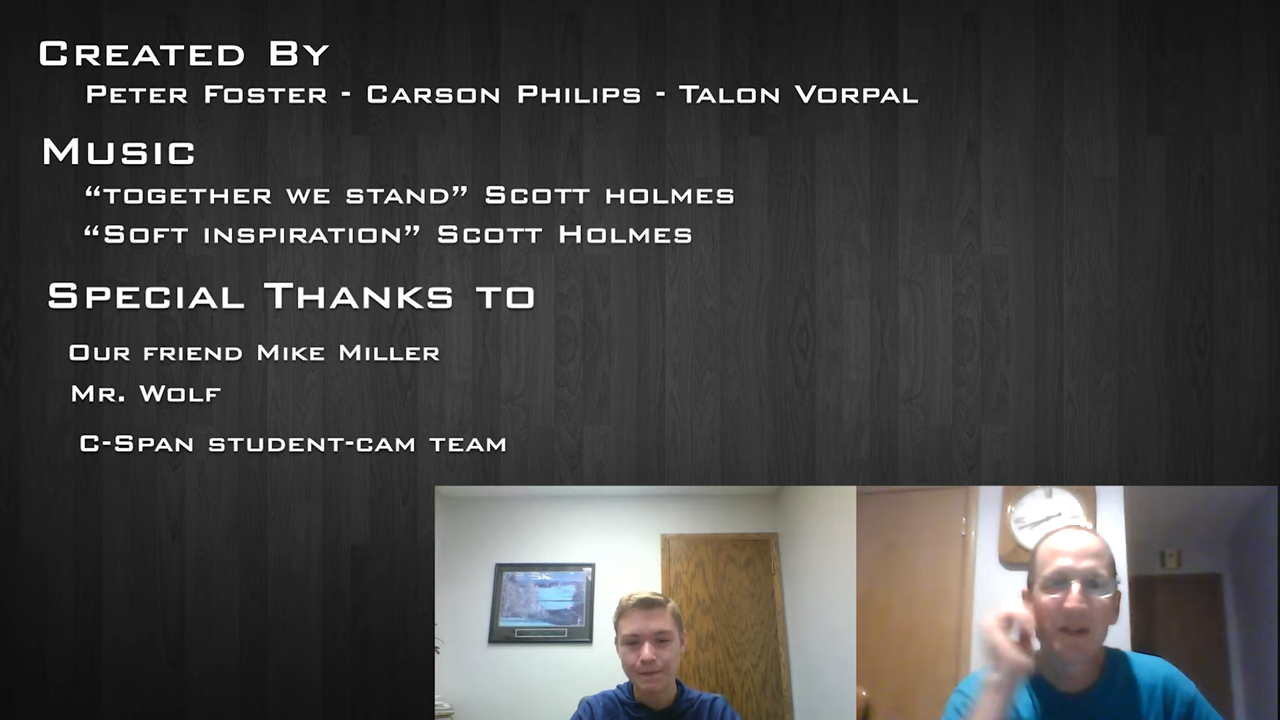 Created By
Peter Foster - Carson Philips - Talon Vorpal
Music
“together we stand” Scott holmes
“Soft inspiration” Scott Holmes
Special Thanks to
Our friend Mike Miller
Mr. Wolf
C-Span student-cam team